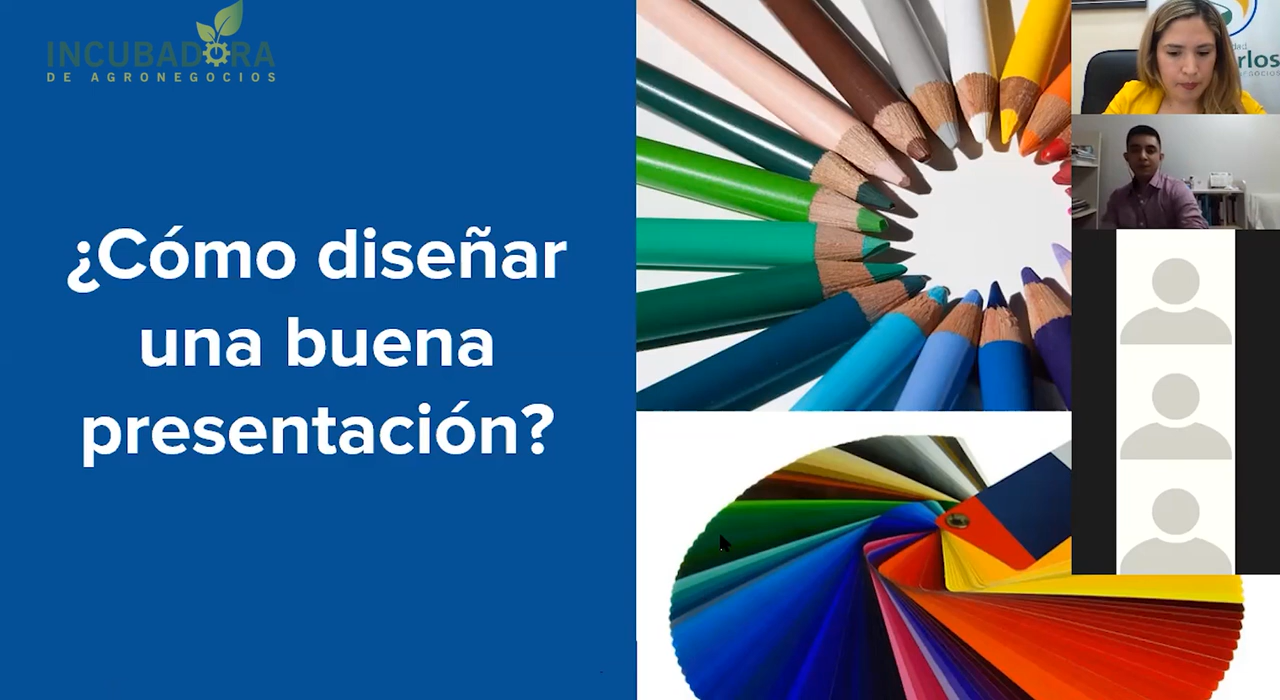 INCUBADORA
DE AGRONEGOCIOS
¿Cómo diseñar
una buena
presentación?